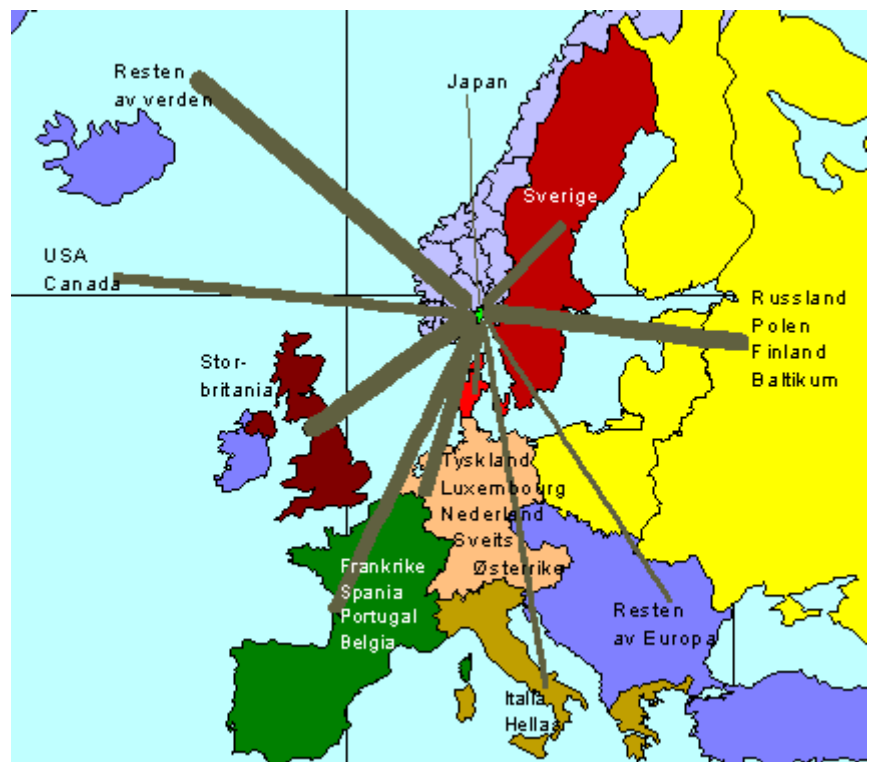 Resten
av verden
Japan
Sverige
USA
Canada
Russland
Polen
Finland
Baltikum
Stor-
britania
Tyskland
Luxembourg
Nederland
Sveits
Østerrike
Frankrike
Spania
Portugal
Belgia
Resten
av Europa
Italia
Hellas